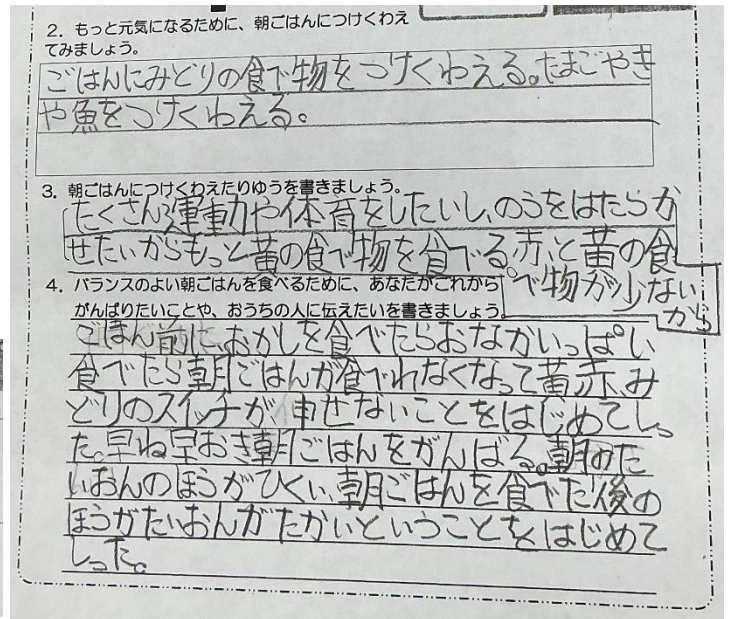 2. もっと元気になるために、朝ごはんにつけくわえ
てみましょう。
ごはんにみどりの食で物をつけくわえる。たまごやき
や魚をつけくわえる。
3. 朝ごはんにつけくわえたりゆうを書きましょう。
たくさん運動や体育をしたいし、のうをはたらか
せたいからもっと黄の食で物を食でる。赤、と黄の食
で物が少ない
から
4. バランスのよい朝ごはんを食べるために、あなたがこれから
がんばりたいことや、おうちの人に伝えたいを書きましょう。
ごはん前に、おかしを食べたらおなかいっぱい
食でたら朝ごはんが食でれなくなって黄赤、み
どりのスイッチが、押せないことをはじめてしっ
た。早ね早おき朝ごはんをがんばる。朝のた
いおんのほうがひくい、朝ごはんを食でた後の
ほうがたいおんがたかいということをはじめて
しった。